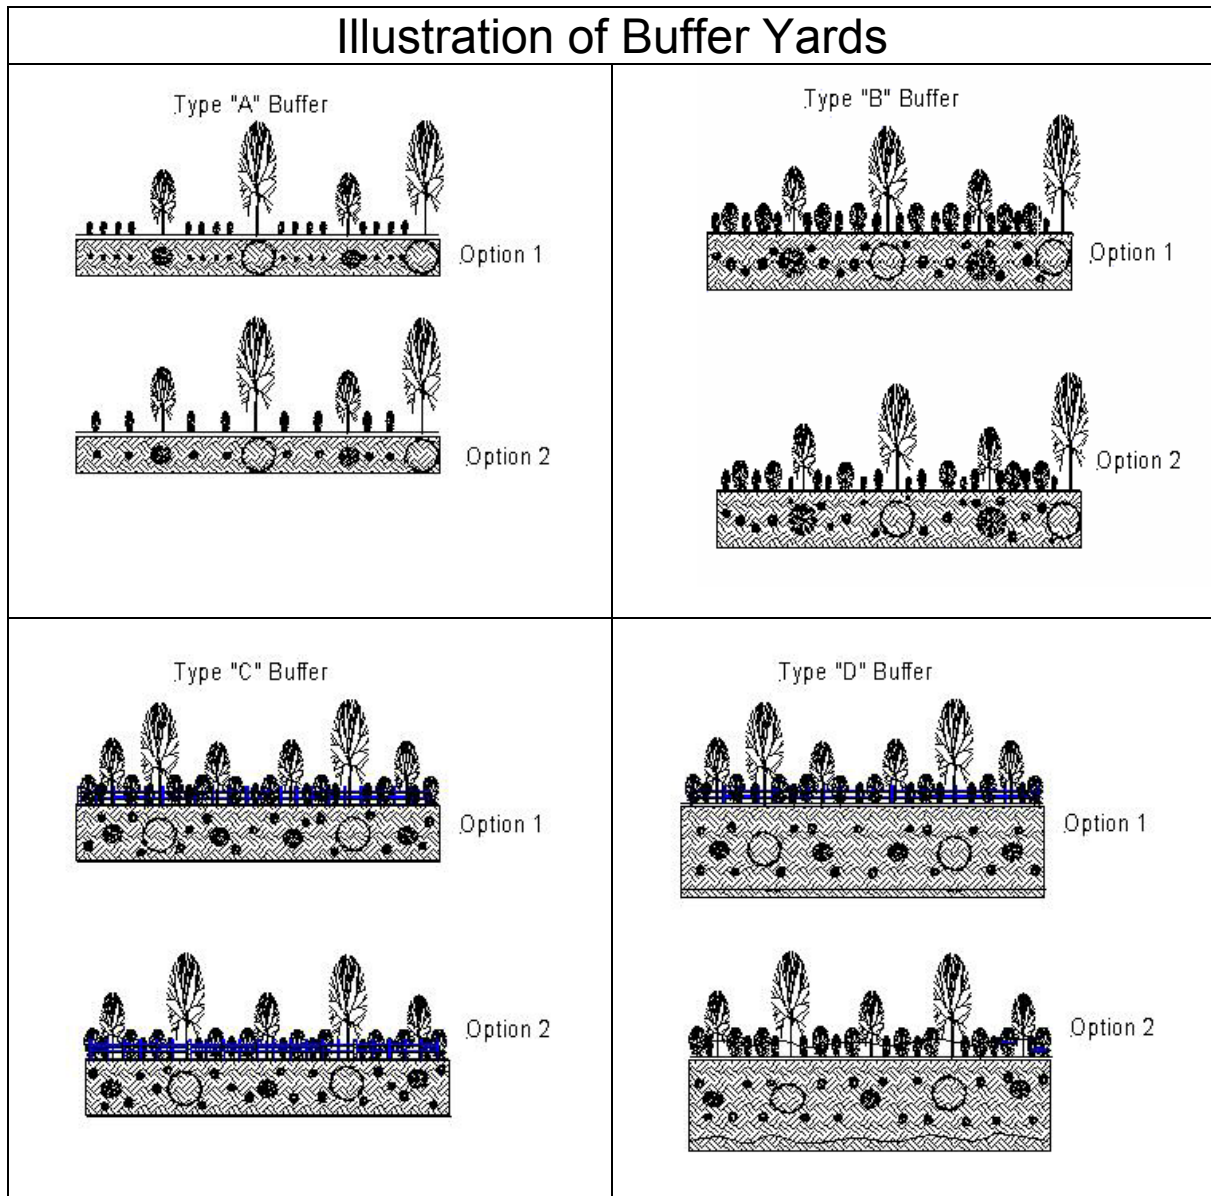 Illustration of Buffer Yards
Type "A" Buffer
Option 1
Option 2
Type "B" Buffer
Option 1
Option 2
Type "C" Buffer
Option 1
Option 2
Type "D" Buffer
Option 1
Option 2